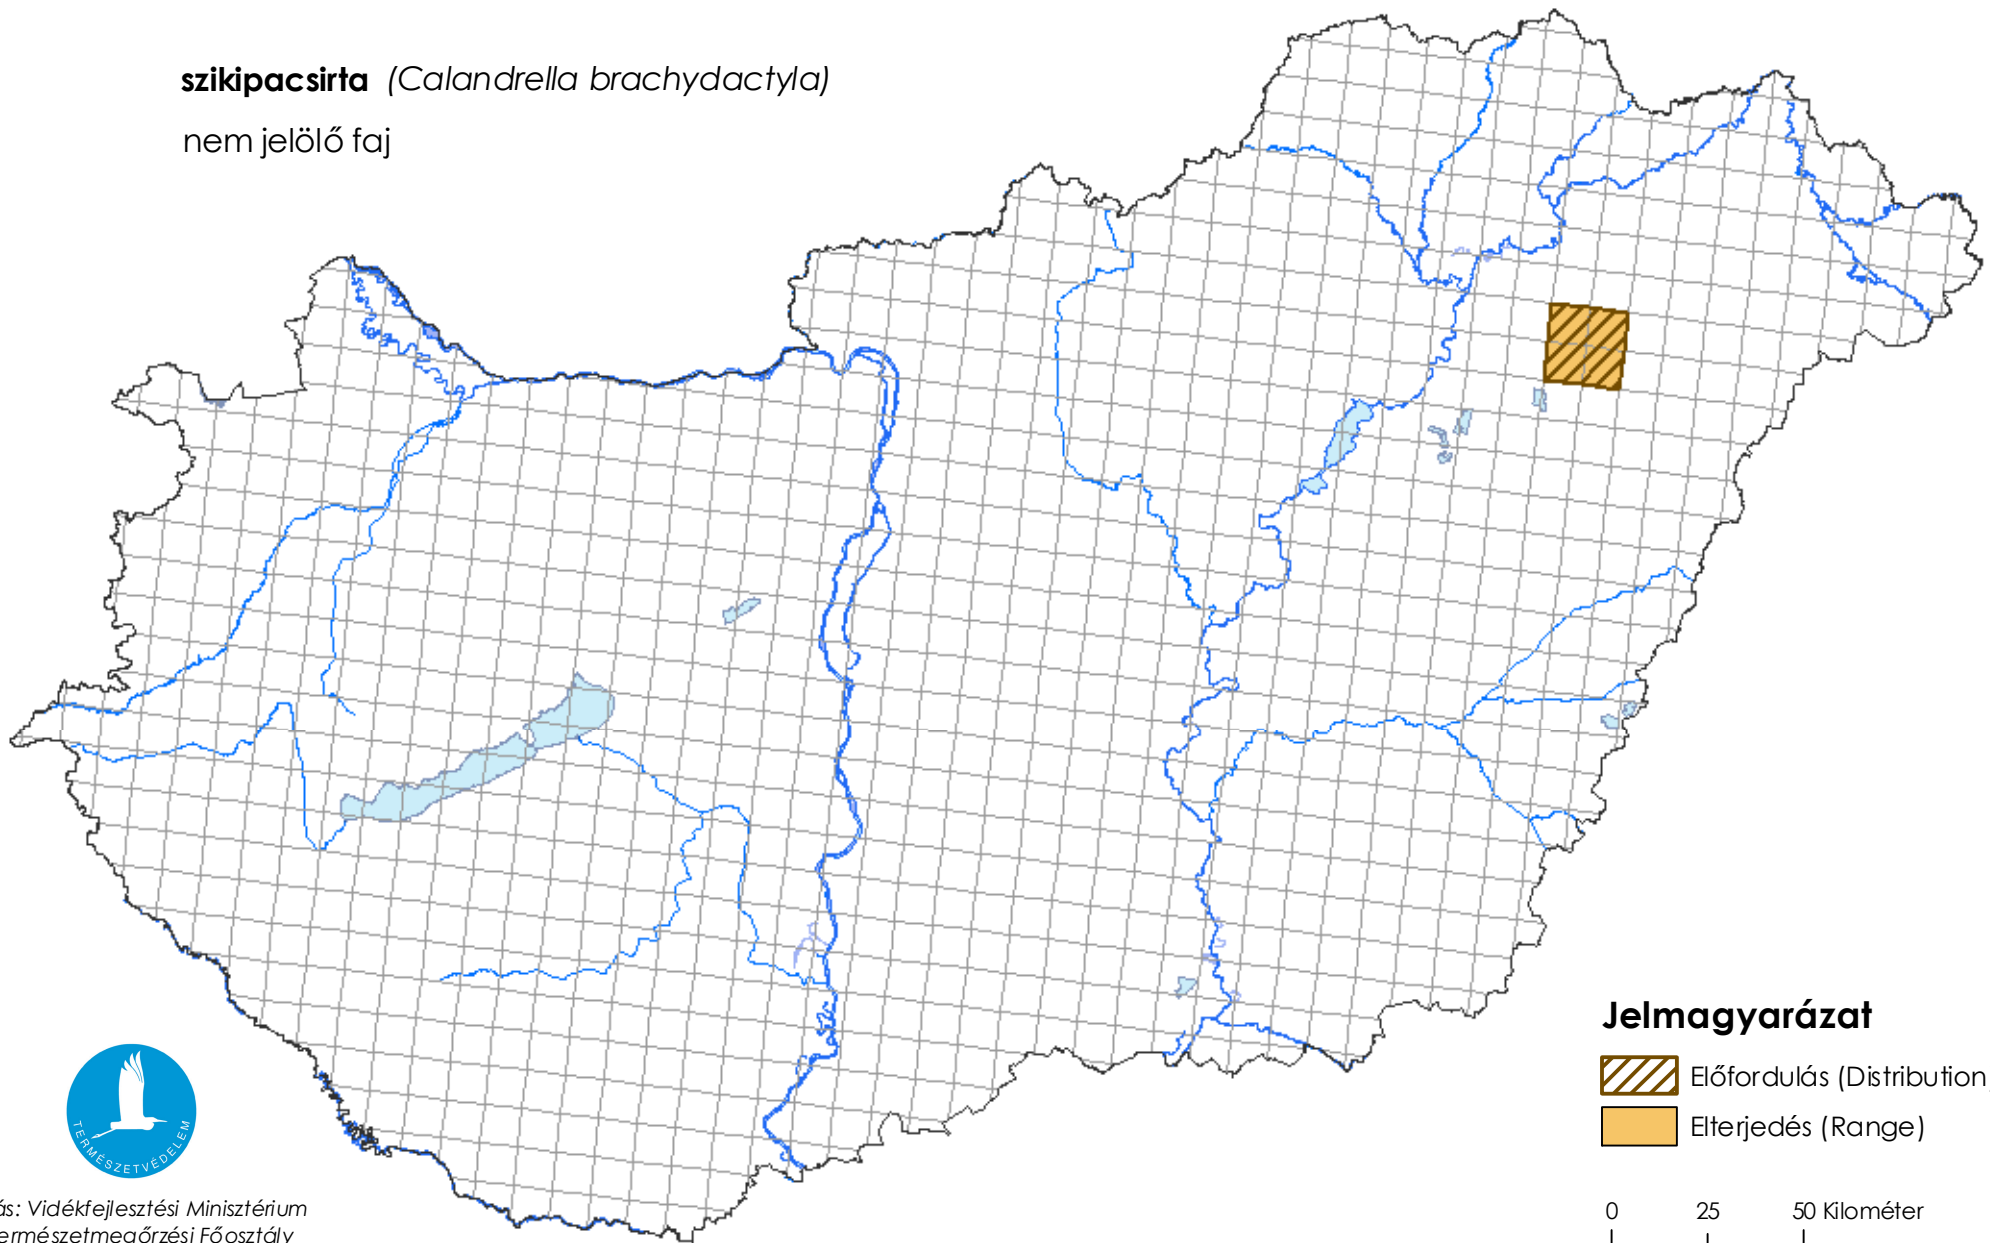 szikipacsirta (Calandrella brachydactyla)
nem jelölő faj
Jelmagyarázat
Előfordulás (Distribution
Elterjedés (Range)
0 25 50 Kilométer
TERMÉSZETVÉDELEM
ás: Vidékfejlesztési Minisztérium
ermészetmegőrzési Főosztály